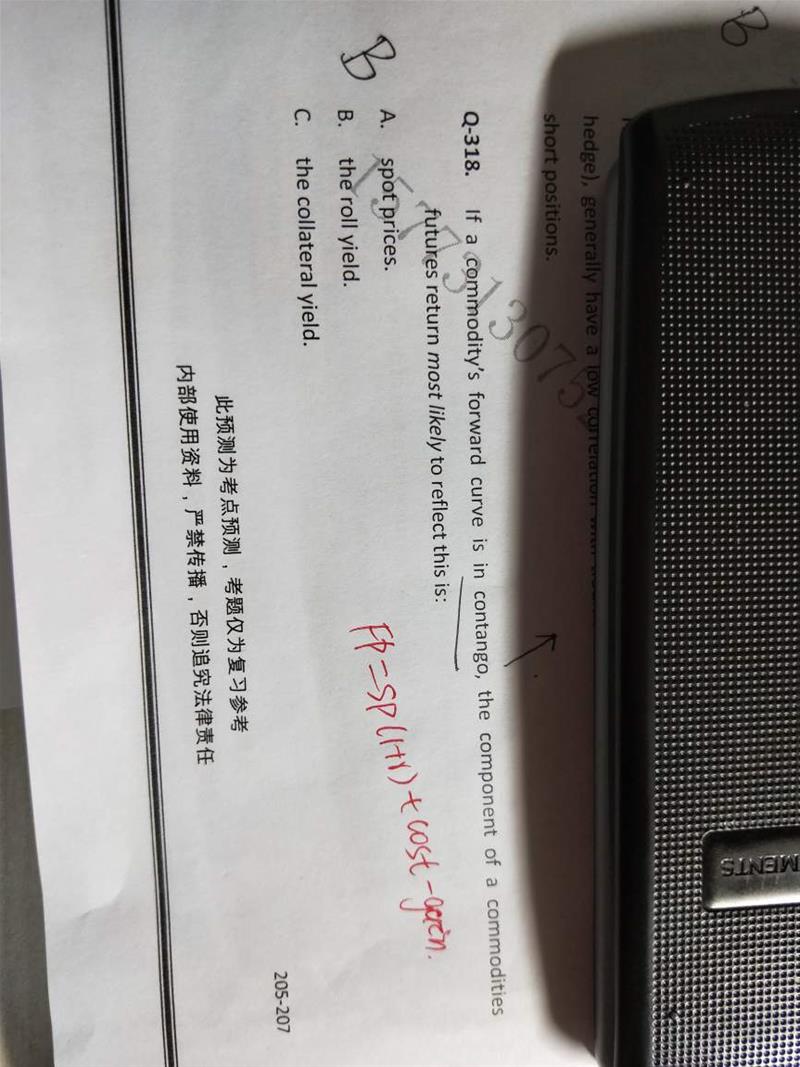 B
hedge), generally have a low correlation with
short positions.
Q-318. If a commodity's forward curve is in contango, the component of a commodities
futures return most likely to reflect this is:
B
A. spot prices.
B. the roll yield.
C. the collateral yield.
FP=SP(1+r)+cost-gain.
1577313075
此预测为考点预测，考题仅为复习参考
内部使用资料，严禁传播，否则追究法律责任
205-207
MENTS